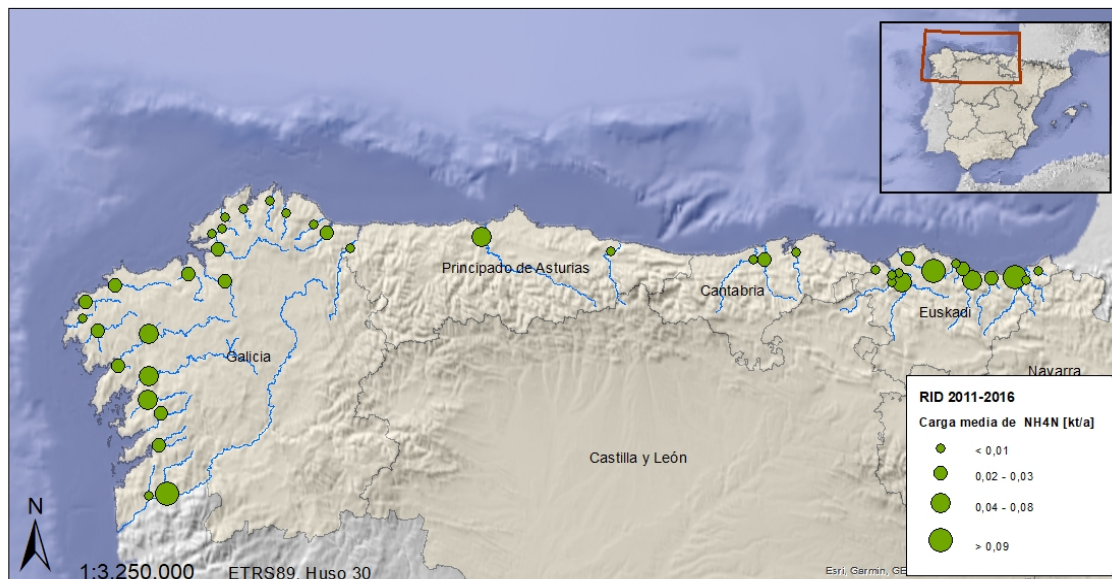 Principado de Asturias
Cantabria
Euskadi
Galicia
Navarra
Castilla y León
RID 2011-2016
Carga media de NH4N [kt/a]
< 0,01
0,02 - 0,03
0,04 - 0,08
> 0,09
N
1:3.250.000
ETRS89, Huso 30
Esri, Garmin, GE